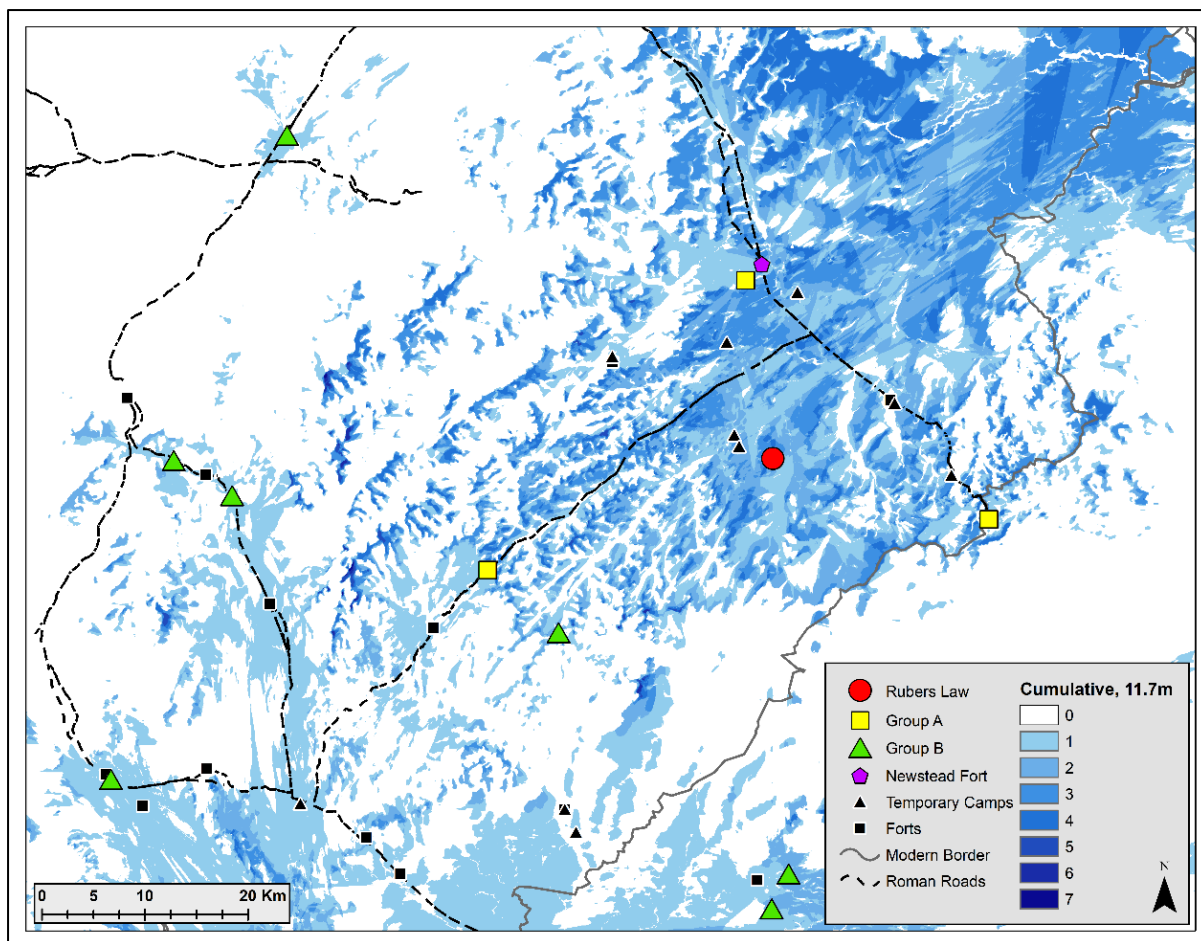 Rubers Law
Group A
Group B
Newstead Fort
Temporary Camps
Forts
Modern Border
Roman Roads
Cumulative, 11.7m
0
1
2
3
4
5
6
7
N
0 5 10 20 Km